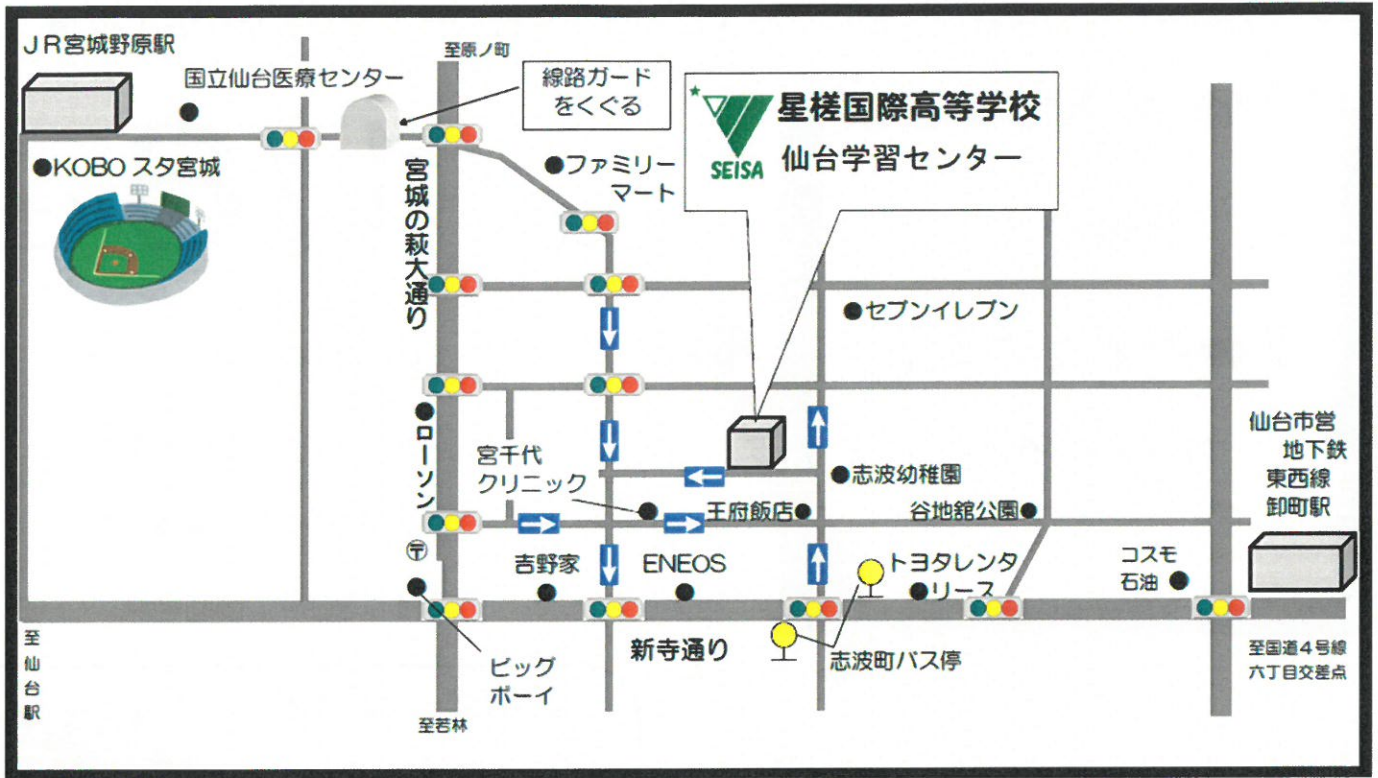 JR宮城野原駅
国立仙台医療センター
至原ノ町
線路ガード
をくぐる
星槎国際高等学校
仙台学習センター
SEISA
KOBO スタ宮城
宮城の萩大通り
ファミリー
マート
セブンイレブン
ローソン
宮千代
クリニック
志波幼稚園
王府飯店
谷地舘公園
仙台市営
地下鉄
東西線
卸町駅
〒
吉野家
ENEOS
トヨタレンタ
リース
コスモ
石油
至仙台駅
ビッグ
ボーイ
新寺通り
志波町バス停
至国道4号線
六丁目交差点
至若林